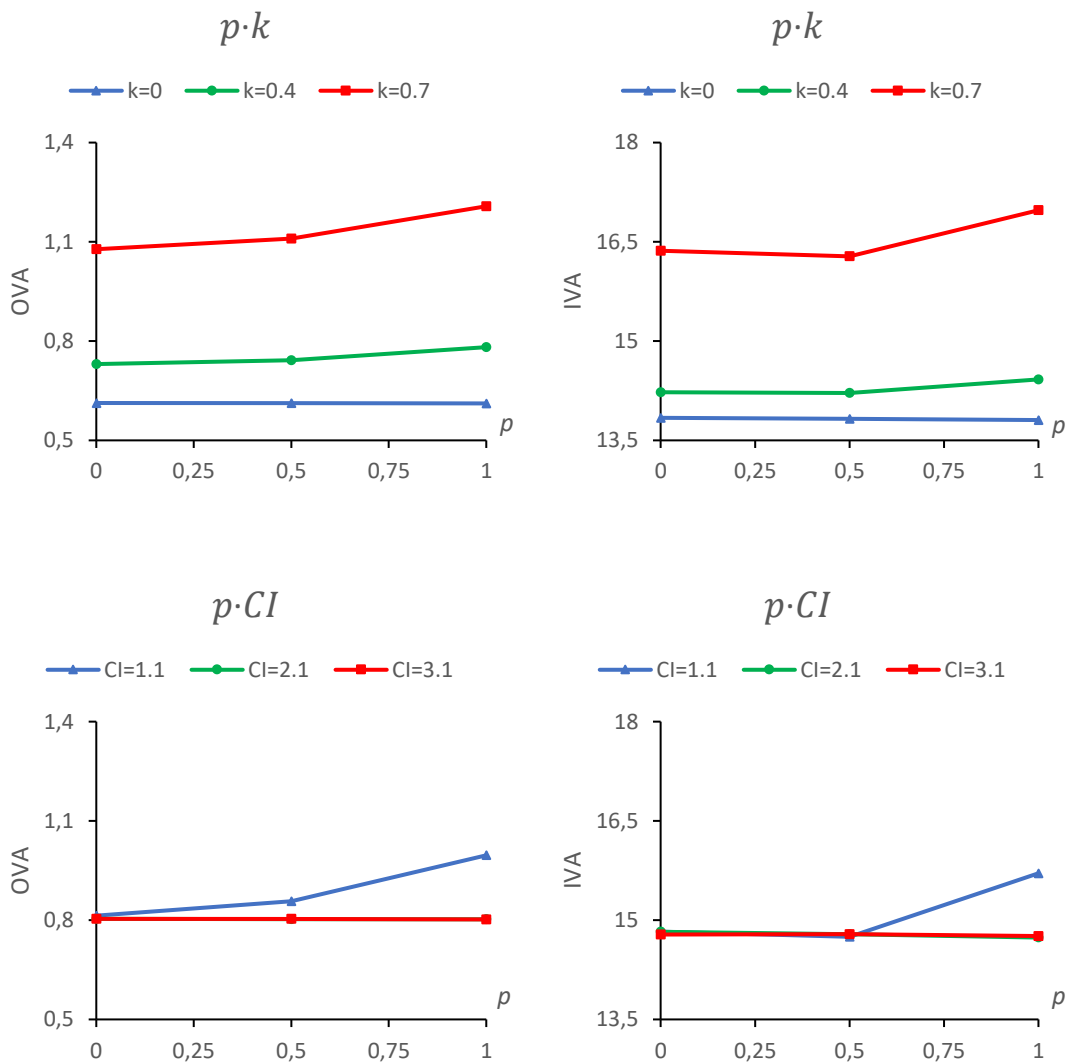 p·k
k=0 k=0.4 k=0.7
1,4
1,1
0,8
0,5
OVA
p
0 0,25 0,5 0,75 1
p·k
k=0 k=0.4 k=0.7
18
16,5
15
13,5
IVA
p
0 0,25 0,5 0,75 1
p·CI
CI=1.1 CI=2.1 CI=3.1
1,4
1,1
0,8
0,5
OVA
p
0 0,25 0,5 0,75 1
p·CI
CI=1.1 CI=2.1 CI=3.1
18
16,5
15
13,5
IVA
p
0 0,25 0,5 0,75 1